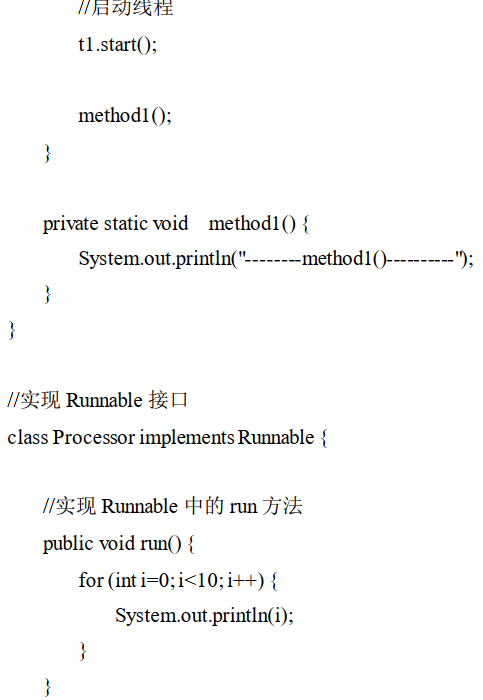 //启动线程
t1.start();
method1();
}
private static void method1() {
System.out.println("--------method1()----------");
}
}
//实现 Runnable 接口
class Processor implements Runnable {
//实现 Runnable 中的 run 方法
public void run() {
for (int i=0; i<10; i++) {
System.out.println(i);
}
}